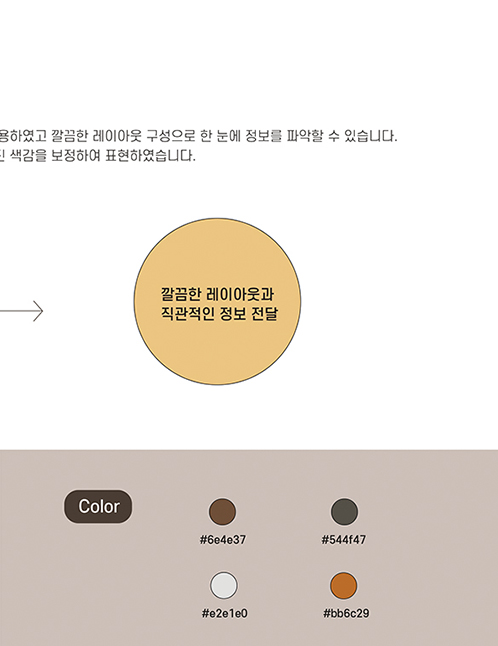 용하였고 깔끔한 레이아웃 구성으로 한 눈에 정보를 파악할 수 있습니다.
진 색감을 보정하여 표현하였습니다.
깔끔한 레이아웃과
직관적인 정보 전달
Color
#6e4e37
#544f47
#e2e1e0
#bb6c29